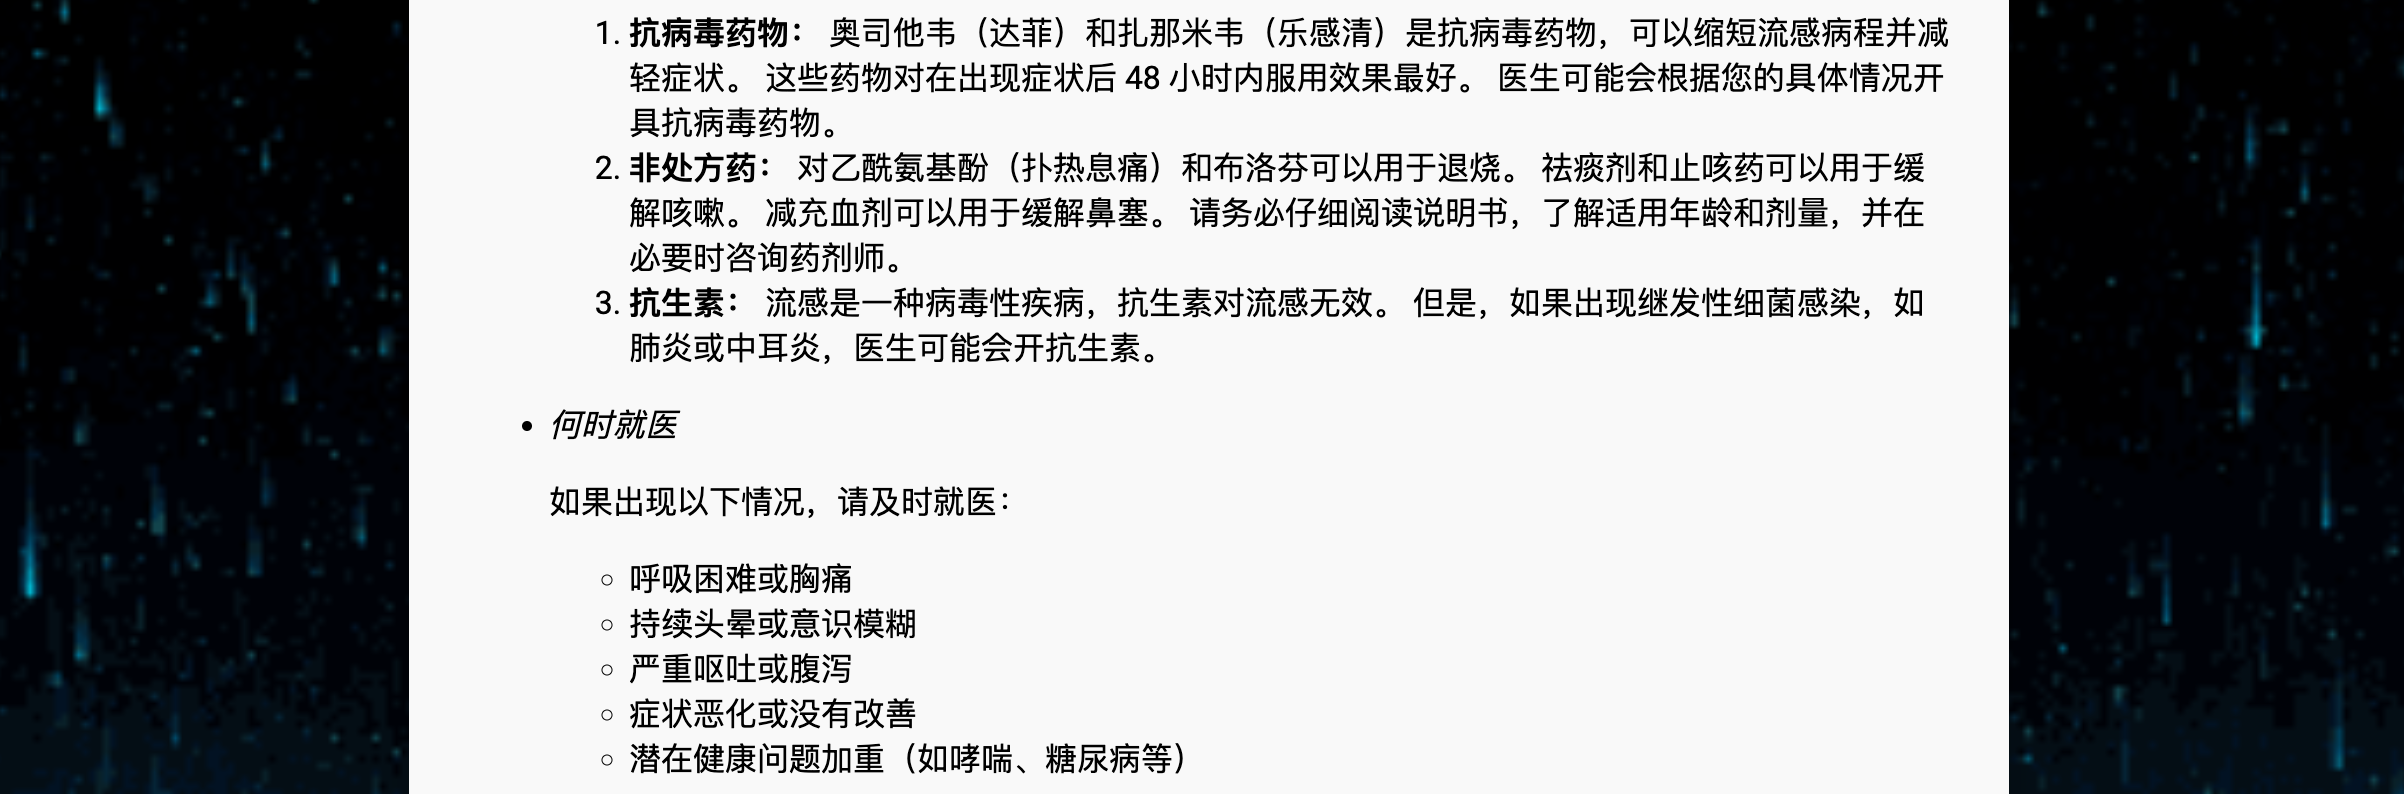 1. 抗病毒药物： 奥司他韦（达菲）和扎那米韦（乐感清）是抗病毒药物，可以缩短流感病程并减
轻症状。 这些药物对在出现症状后 48 小时内服用效果最好。 医生可能会根据您的具体情况开
具抗病毒药物。
2. 非处方药： 对乙酰氨基酚（扑热息痛）和布洛芬可以用于退烧。 祛痰剂和止咳药可以用于缓
解咳嗽。 减充血剂可以用于缓解鼻塞。 请务必仔细阅读说明书，了解适用年龄和剂量，并在
必要时咨询药剂师。
3. 抗生素： 流感是一种病毒性疾病，抗生素对流感无效。 但是，如果出现继发性细菌感染，如
肺炎或中耳炎，医生可能会开抗生素。
• 何时就医
如果出现以下情况，请及时就医：
◦ 呼吸困难或胸痛
◦ 持续头晕或意识模糊
◦ 严重呕吐或腹泻
◦ 症状恶化或没有改善
◦ 潜在健康问题加重（如哮喘、糖尿病等）